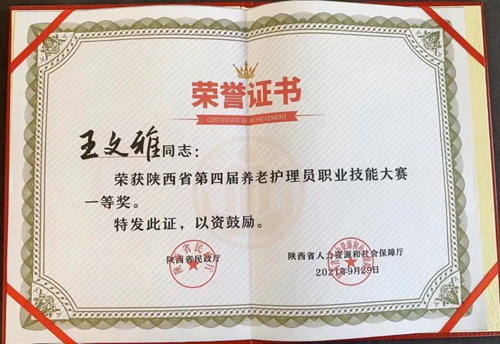 荣誉证书
CERTIFICATE OF ACHIEVEMENT
王文雅同志：
荣获陕西省第四届养老护理员职业技能大赛
一等奖。
特发此证，以资鼓励。
陕西省民政厅
陕西省人力资源和社会保障厅
2021年9月29日